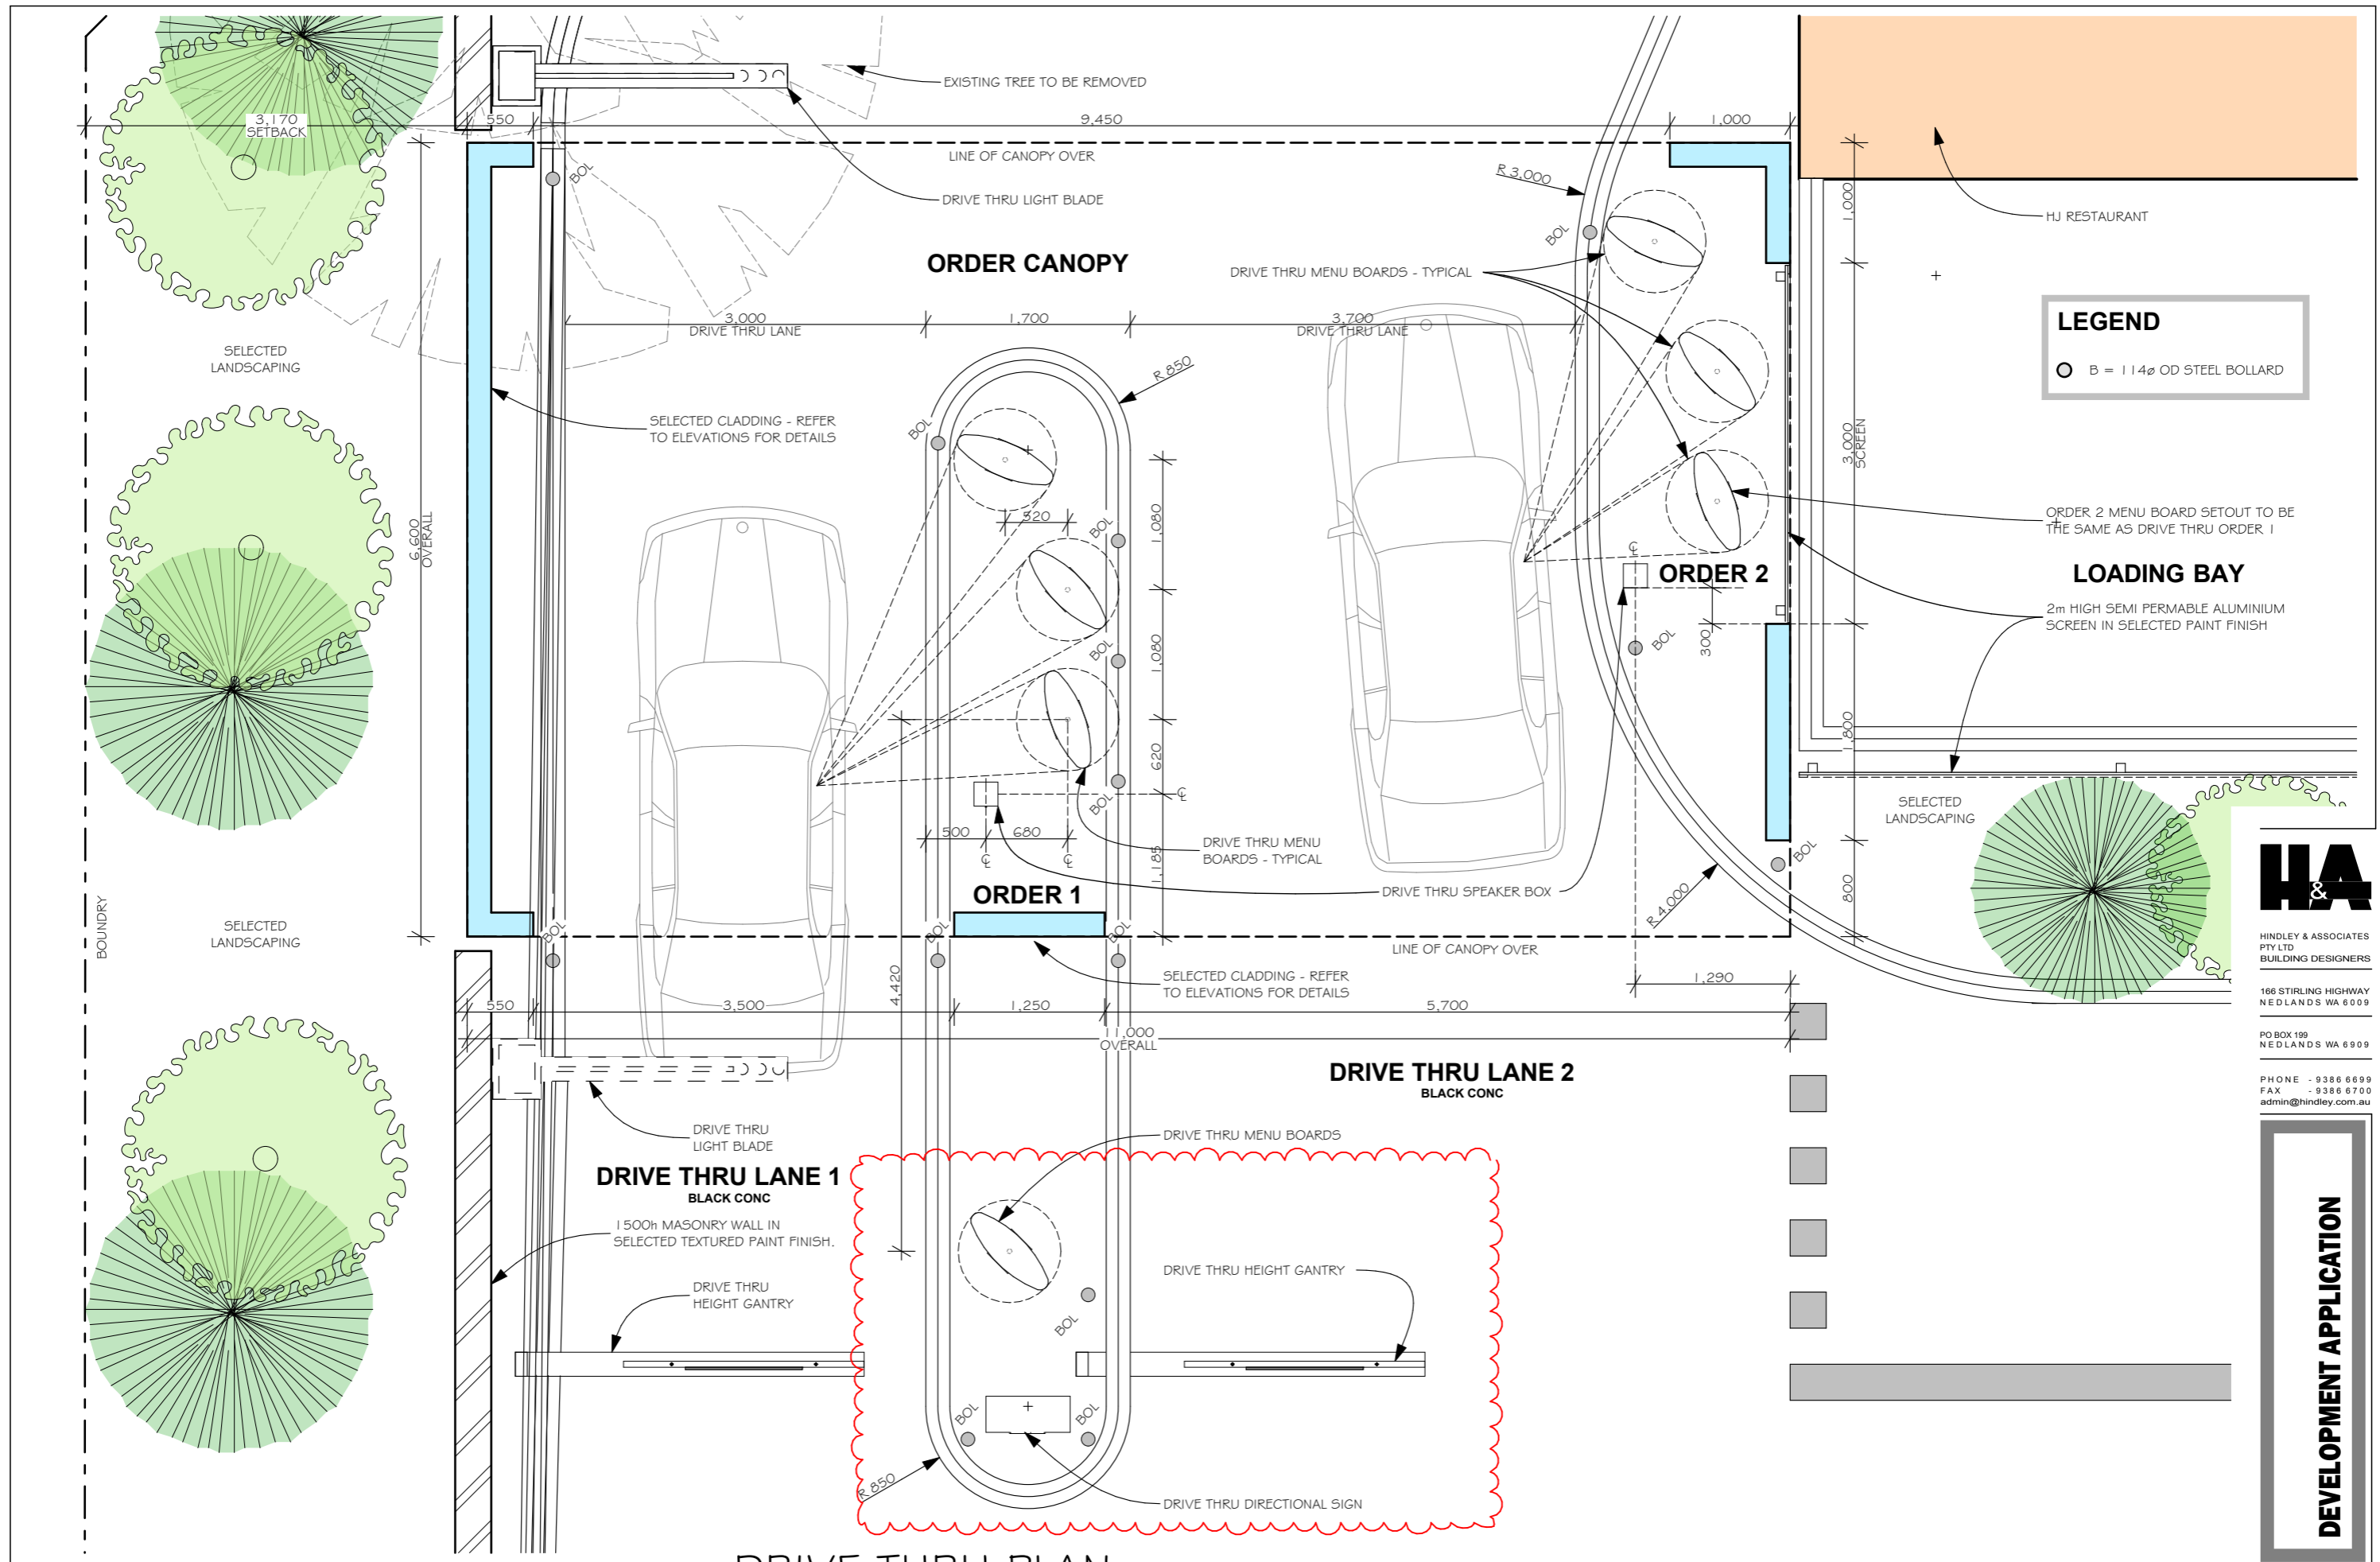 EXISTING TREE TO BE REMOVED
3,170
SETBACK
550
9,450
1,000
LINE OF CANOPY OVER
BOL
DRIVE THRU LIGHT BLADE
R 3,000
1,000
HJ RESTAURANT
BOL
ORDER CANOPY
DRIVE THRU MENU BOARDS - TYPICAL
3,000
DRIVE THRU LANE
1,700
3,700
DRIVE THRU LANE
LEGEND
B = 114ø OD STEEL BOLLARD
SELECTED
LANDSCAPING
R 850
SELECTED CLADDING - REFER
TO ELEVATIONS FOR DETAILS
BOL
3,000
SCREEN
6,600
OVERALL
520
BOL
1,080
ORDER 2 MENU BOARD SETOUT TO BE
THE SAME AS DRIVE THRU ORDER 1
ORDER 2
LOADING BAY
2m HIGH SEMI PERMABLE ALUMINIUM
SCREEN IN SELECTED PAINT FINISH
BOL
1,080
BOL
300
1,800
620
BOL
SELECTED
LANDSCAPING
500
680
DRIVE THRU MENU
BOARDS - TYPICAL
1,185
BOL
ORDER 1
DRIVE THRU SPEAKER BOX
R 4,000
800
H&A
BOUNDRY
SELECTED
LANDSCAPING
BOL
BOL
BOL
LINE OF CANOPY OVER
HINDLEY & ASSOCIATES
PTY LTD
BUILDING DESIGNERS
SELECTED CLADDING - REFER
TO ELEVATIONS FOR DETAILS
4,420
1,290
166 STIRLING HIGHWAY
NEDLANDS WA 6009
550
3,500
1,250
5,700
11,000
OVERALL
PO BOX 199
NEDLANDS WA 6909
DRIVE THRU LANE 2
BLACK CONC
PHONE - 9386 6699
FAX - 9386 6700
admin@hindley.com.au
DRIVE THRU
LIGHT BLADE
DRIVE THRU MENU BOARDS
DRIVE THRU LANE 1
BLACK CONC
1500h MASONRY WALL IN
SELECTED TEXTURED PAINT FINISH.
DRIVE THRU HEIGHT GANTRY
DRIVE THRU
HEIGHT GANTRY
BOL
BOL
BOL
R 850
DRIVE THRU DIRECTIONAL SIGN
DEVELOPMENT APPLICATION
DRIVE THRU PLAN